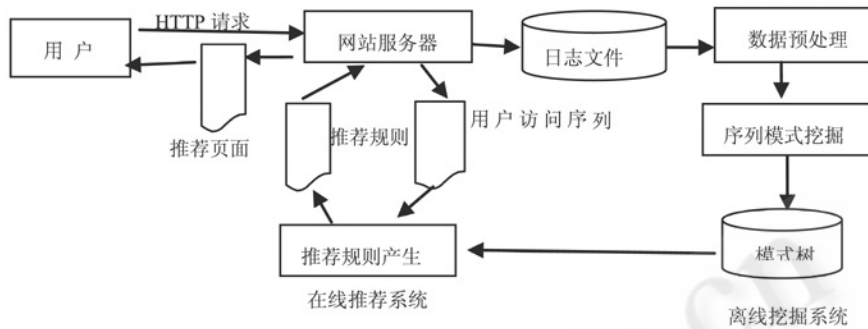 HTTP 请求
用 户
网站服务器
日志文件
数据预处理
推荐页面
推荐规则
用 户 访 问 序 列
序列模式挖掘
推荐规则产生
模式树
在线推荐系统
离线挖掘系统